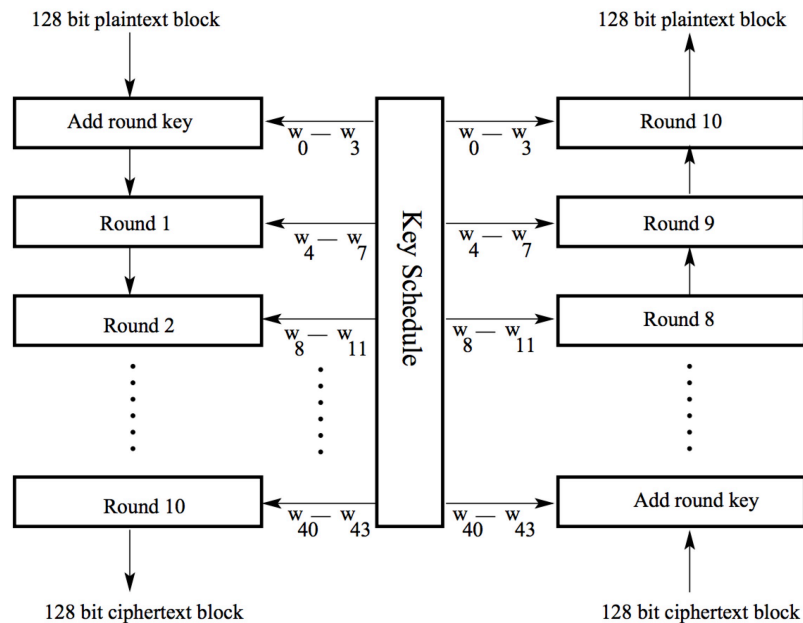 128 bit plaintext block
128 bit plaintext block
Add round key
w0 — w3
w0 — w3
Round 10
Round 1
w4 — w7
w4 — w7
Round 9
Key Schedule
Round 2
w8 — w11
w8 — w11
Round 8
Round 10
w40 — w43
w40 — w43
Add round key
128 bit ciphertext block
128 bit ciphertext block